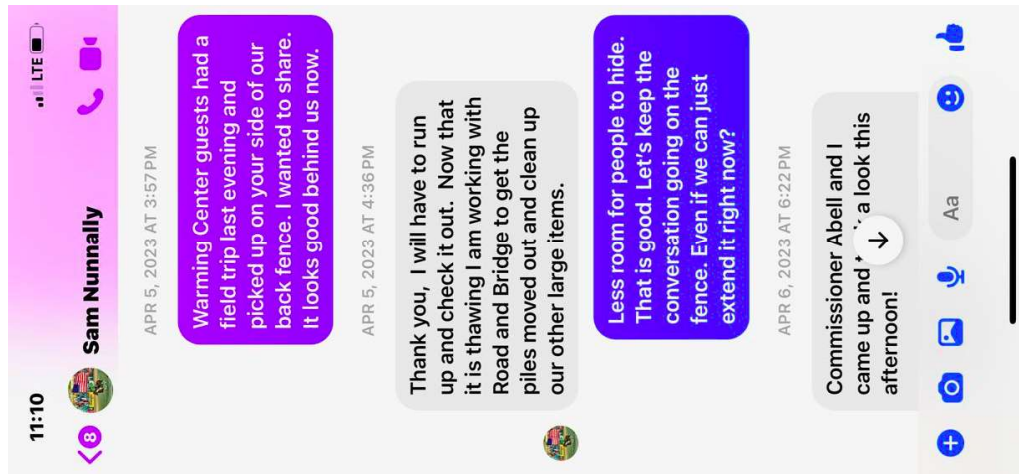 11:10
LTE
8
Sam Nunnally
APR 5, 2023 AT 3:57 PM
Warming Center guests had a
field trip last evening and
picked up on your side of our
back fence. I wanted to share.
It looks good behind us now.
APR 5, 2023 AT 4:36 PM
Thank you,  I will have to run
up and check it out.  Now that
it is thawing I am working with
Road and Bridge to get the
piles moved out and clean up
our other large items.
Less room for people to hide.
That is good. Let’s keep the
conversation going on the
fence. Even if we can just
extend it right now?
APR 6, 2023 AT 6:22 PM
Commissioner Abell and I
came up and a look this
afternoon!
Aa